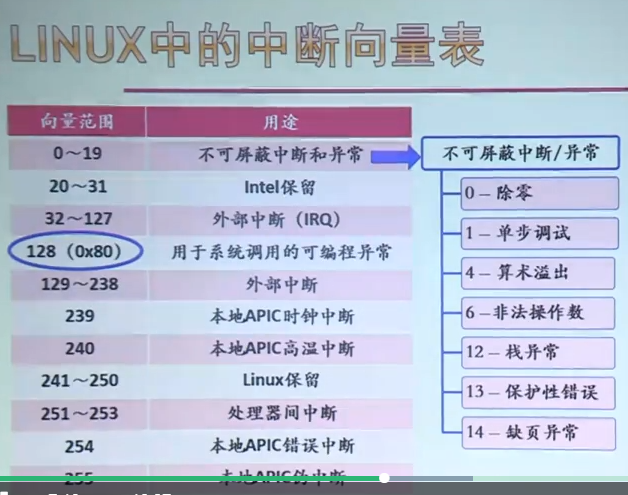 LINUX中的中断向量表
向量范围 用途
0～19 不可屏蔽中断和异常
20～31 Intel保留
32～127 外部中断（IRQ）
128（0x80） 用于系统调用的可编程异常
129～238 外部中断
239 本地APIC时钟中断
240 本地APIC高温中断
241～250 Linux保留
251～253 处理器间中断
254 本地APIC错误中断
255 本地APIC伪中断
不可屏蔽中断/异常
0－除零
1－单步调试
4－算术溢出
6－非法操作数
12－栈异常
13－保护性错误
14－缺页异常